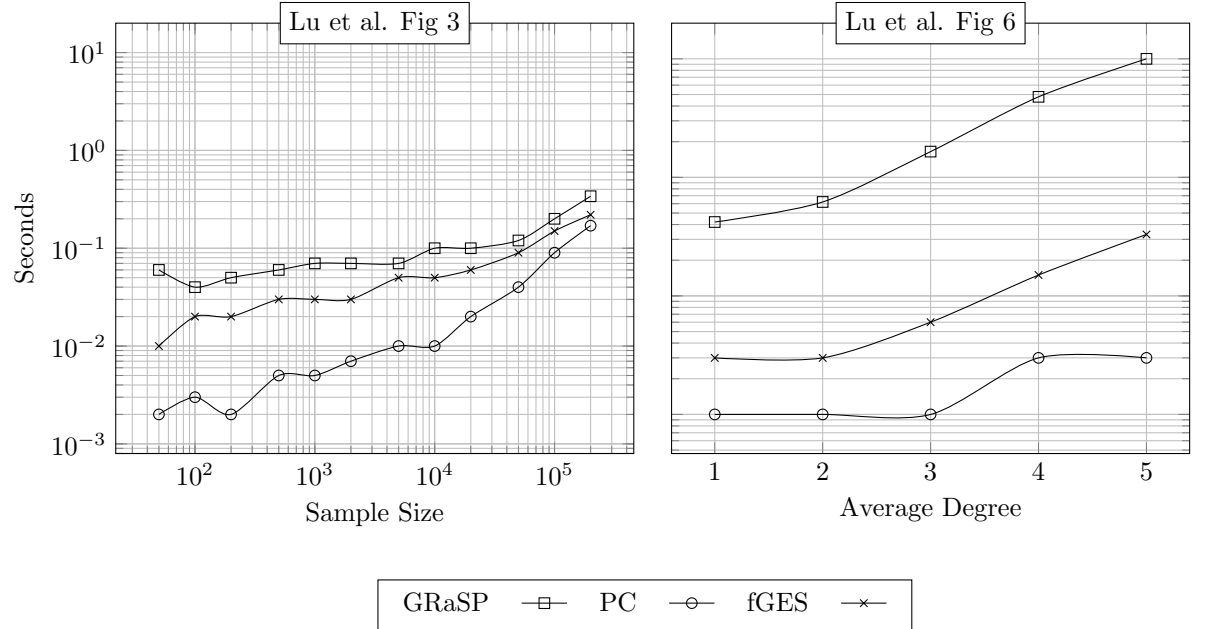 Lu et al. Fig 3
Lu et al. Fig 6
Seconds
10^1
10^0
10^−1
10^−2
10^−3
10^2 10^3 10^4 10^5
Sample Size
1 2 3 4 5
Average Degree
GRaSP PC fGES